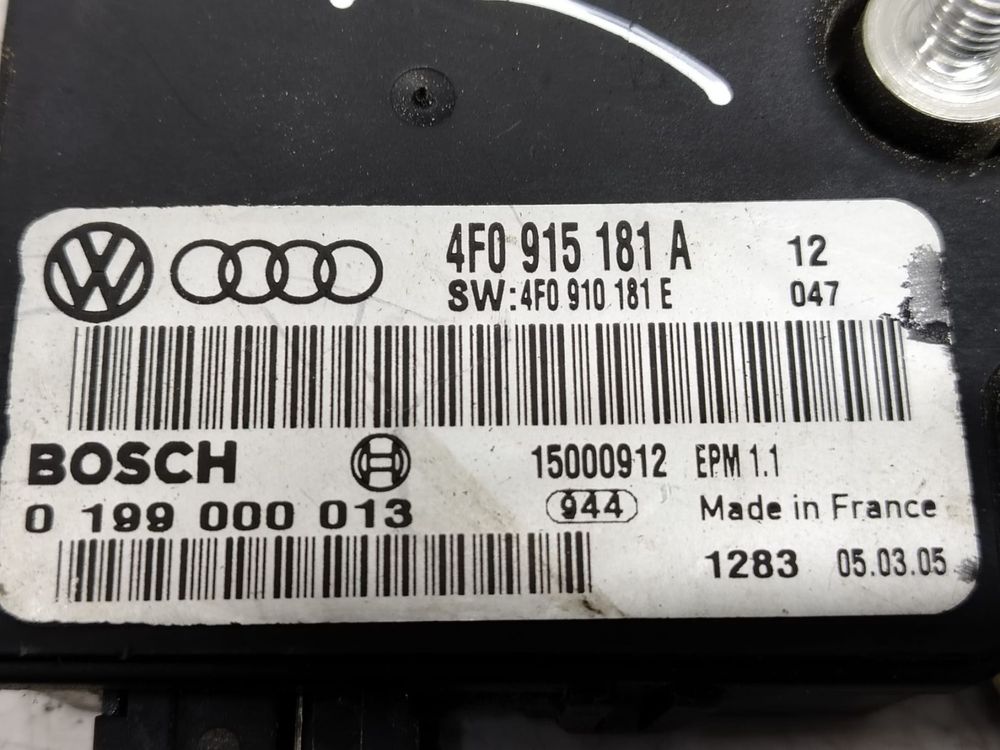 4F0 915 181 A 12
SW:4F0 910 181 E 047
BOSCH 15000912 EPM 1.1
0 199 000 013 944 Made in France
1283 05.03.05